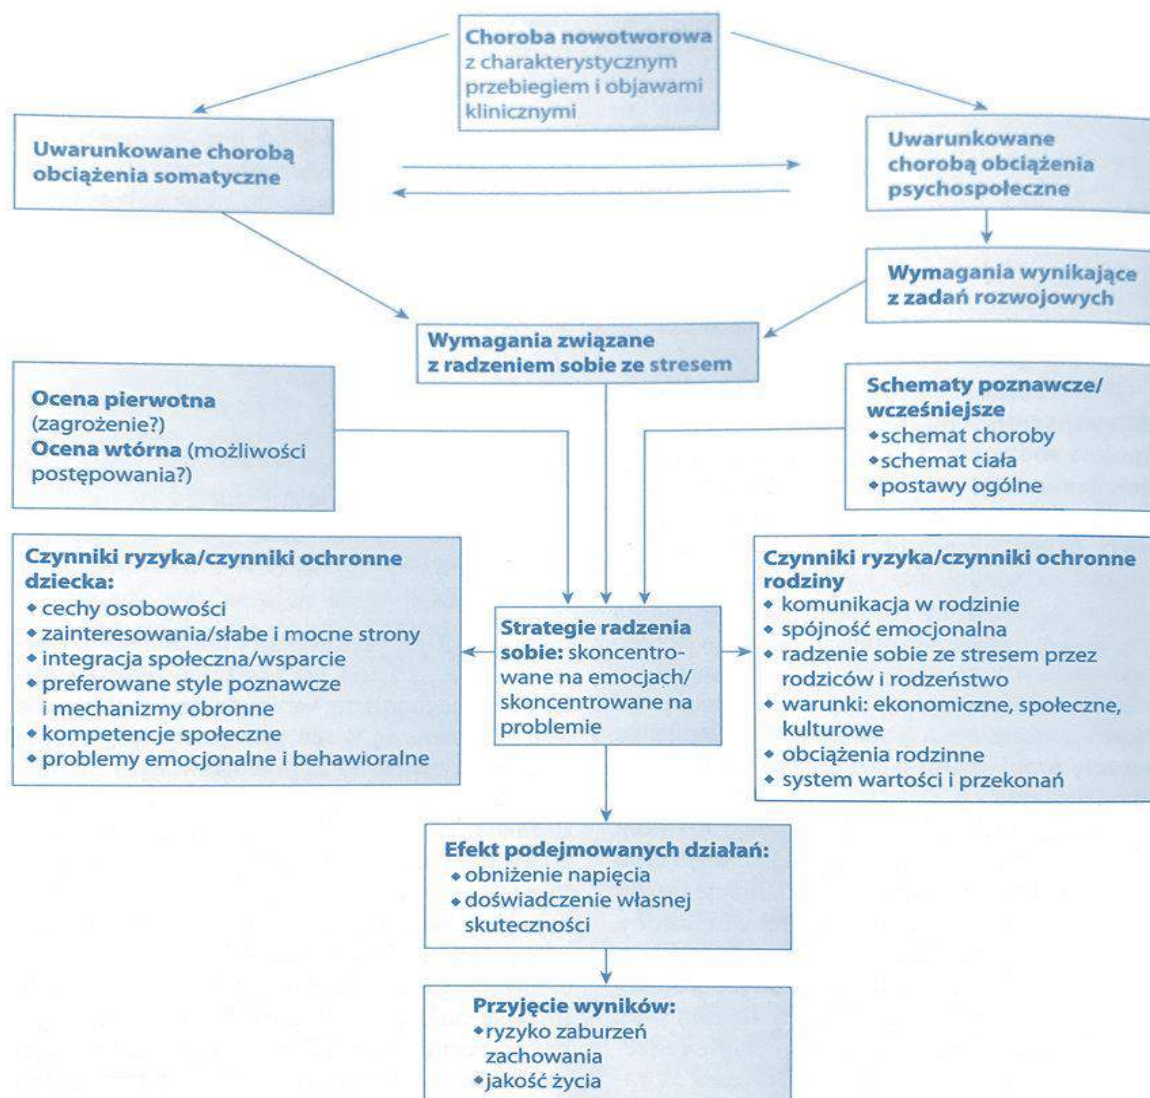 Choroba nowotworowa
z charakterystycznym
przebiegiem i objawami
klinicznymi
Uwarunkowane chorobą
obciążenia somatyczne
Uwarunkowane
chorobą obciążenia
psychospołeczne
Wymagania wynikające
z zadań rozwojowych
Wymagania związane
z radzeniem sobie ze stresem
Ocena pierwotna
(zagrożenie?)
Ocena wtórna (możliwości
postępowania?)
Schematy poznawcze/
wcześniejsze
◆schemat choroby
◆schemat ciała
◆postawy ogólne
Czynniki ryzyka/czynniki ochronne
dziecka:
◆cechy osobowości
◆zainteresowania/słabe i mocne strony
◆integracja społeczna/wsparcie
◆preferowane style poznawcze
i mechanizmy obronne
◆kompetencje społeczne
◆problemy emocjonalne i behawioralne
Strategie radzenia
sobie: skoncentro-
wane na emocjach/
skoncentrowane na
problemie
Czynniki ryzyka/czynniki ochronne
rodziny
◆ komunikacja w rodzinie
◆ spójność emocjonalna
◆ radzenie sobie ze stresem przez
rodziców i rodzeństwo
◆ warunki: ekonomiczne, społeczne,
kulturowe
◆ obciążenia rodzinne
◆ system wartości i przekonań
Efekt podejmowanych działań:
◆ obniżenie napięcia
◆ doświadczenie własnej
skuteczności
Przyjęcie wyników:
◆ryzyko zaburzeń
zachowania
◆jakość życia